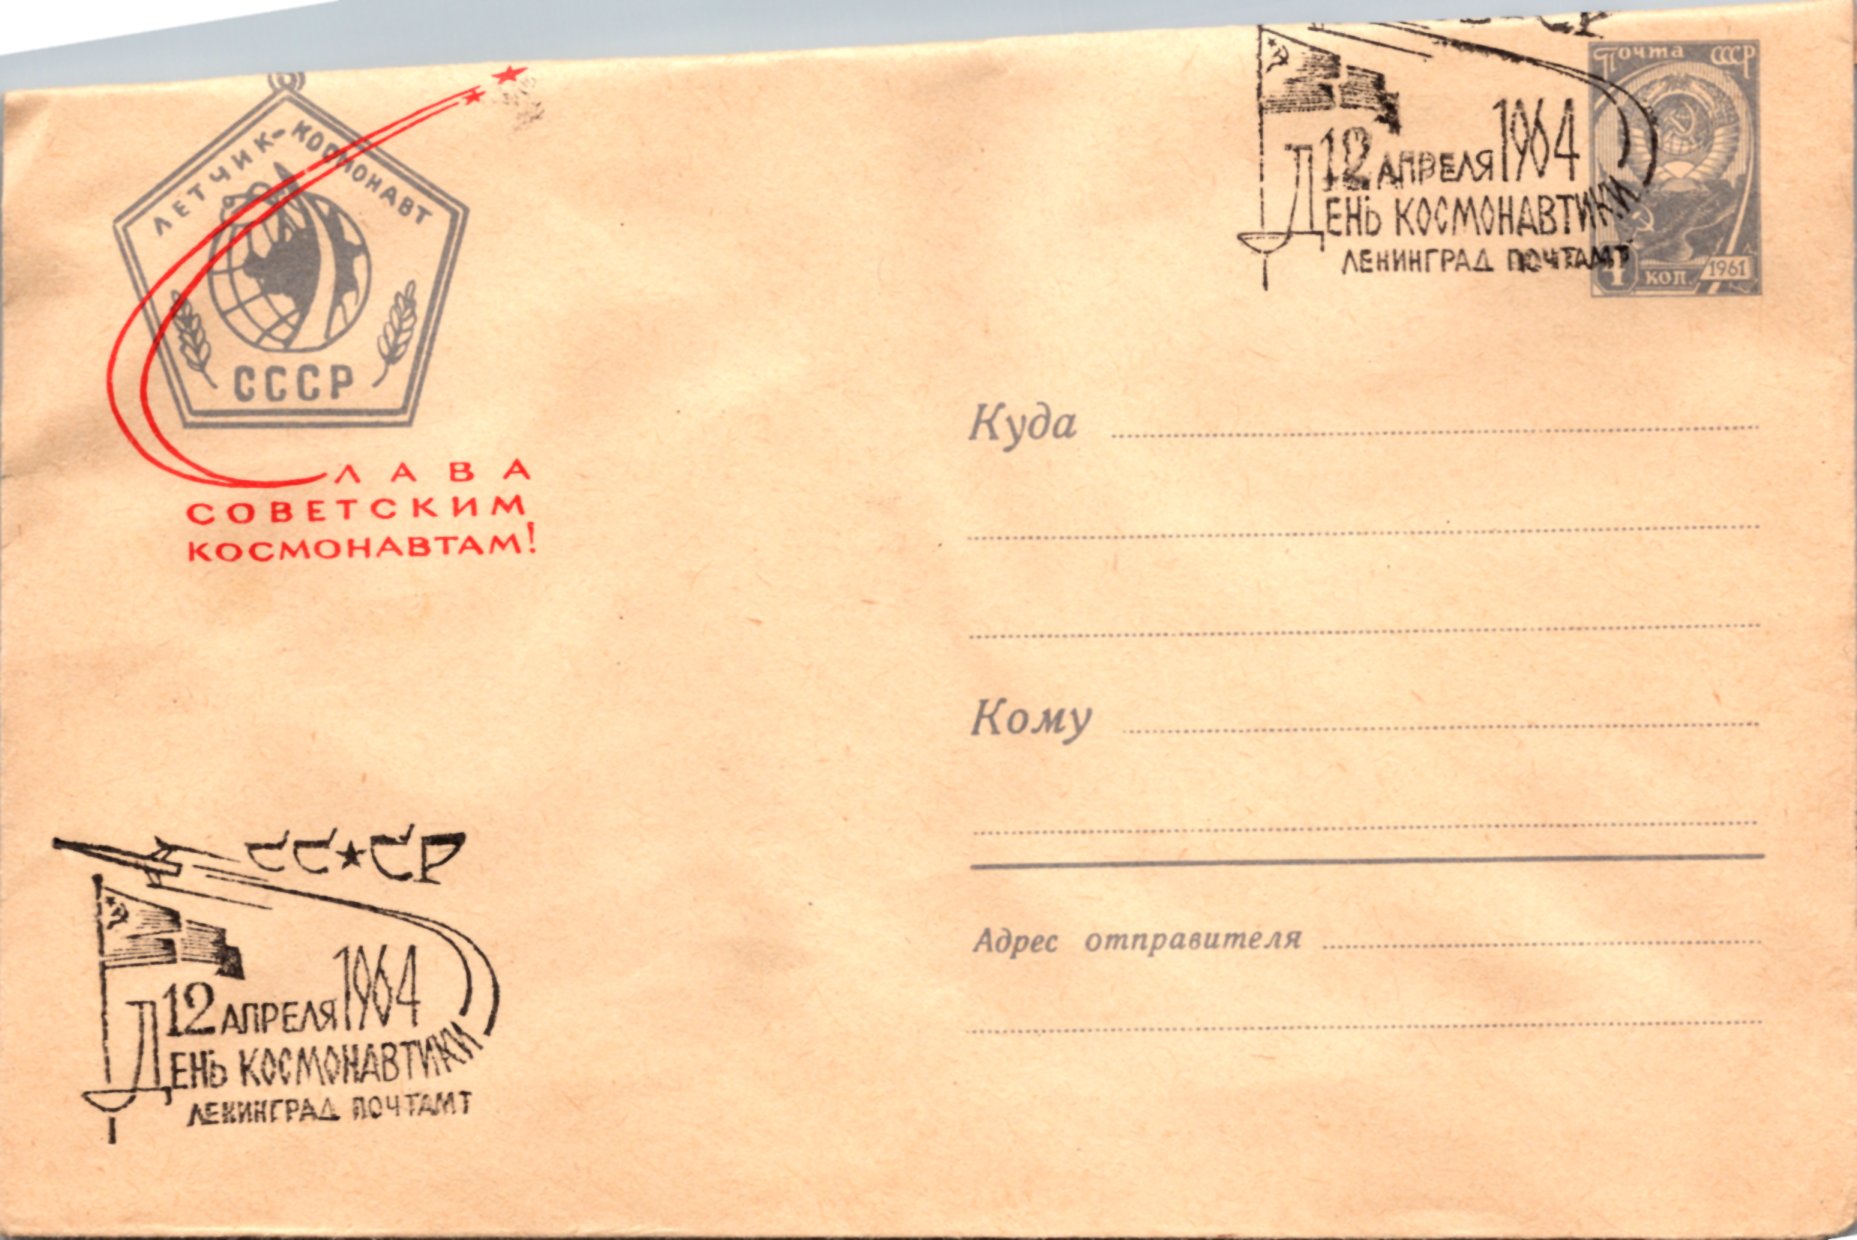 ЛЕТЧИК-КОСМОНАВТ
СССР
СЛАВА
СОВЕТСКИМ
КОСМОНАВТАМ!
СССР
12 АПРЕЛЯ 1964
ДЕНЬ КОСМОНАВТИКИ
ЛЕНИНГРАД ПОЧТАМТ
Почта СССР
4 коп 1961
Куда
Кому
Адрес отправителя
СС★СР
12 АПРЕЛЯ 1964
ДЕНЬ КОСМОНАВТИКИ
ЛЕНИНГРАД ПОЧТАМТ